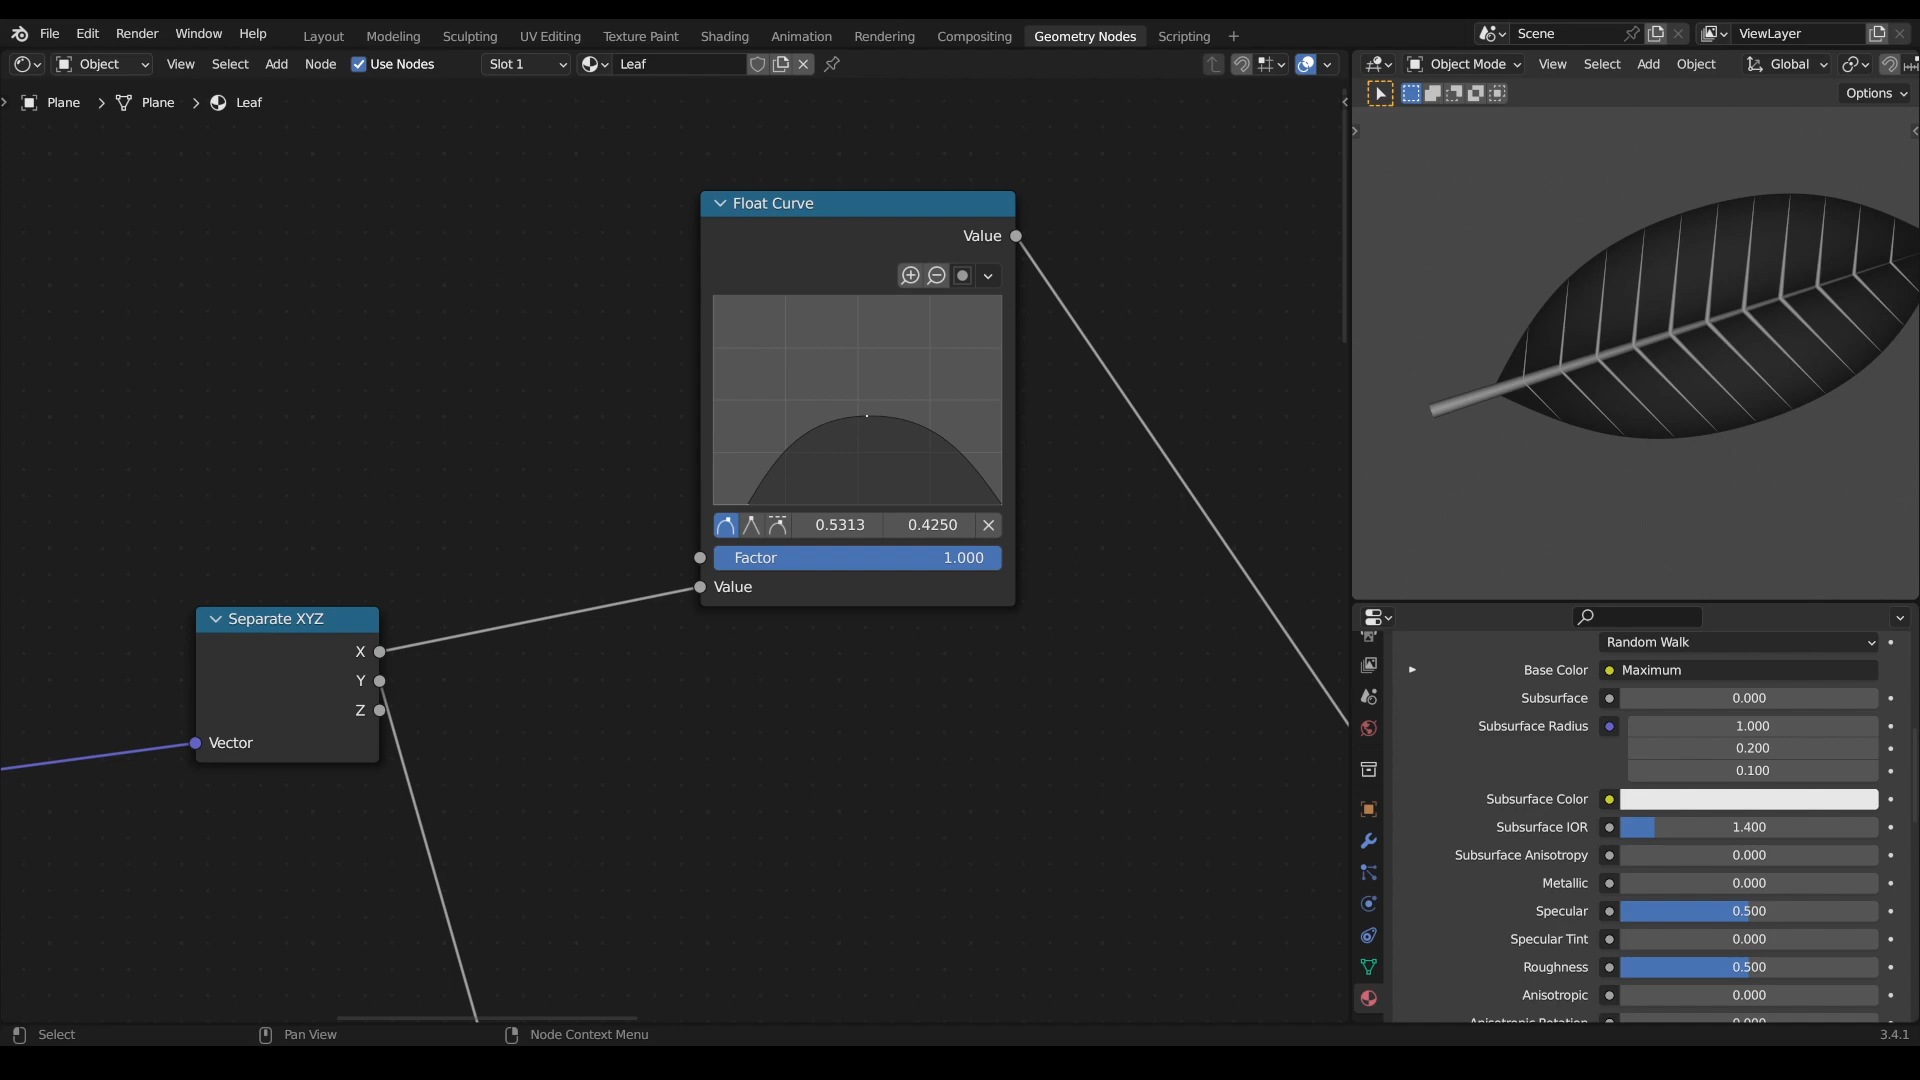 File Edit Render Window Help Layout Modeling Sculpting UV Editing Texture Paint Shading Animation Rendering Compositing Geometry Nodes Scripting + Scene ViewLayer
Object View Select Add Node Use Nodes Slot 1 Leaf Object Mode View Select Add Object Global
Options
Plane Plane Leaf
Float Curve
Value
0.5313 0.4250
Factor 1.000
Value
Separate XYZ
X
Y
Z
Vector
Random Walk
Base Color Maximum
Subsurface 0.000
Subsurface Radius 1.000
0.200
0.100
Subsurface Color
Subsurface IOR 1.400
Subsurface Anisotropy 0.000
Metallic 0.000
Specular 0.500
Specular Tint 0.000
Roughness 0.500
Anisotropic 0.000
Anisotropic Rotation 0.000
Select Pan View Node Context Menu 3.4.1